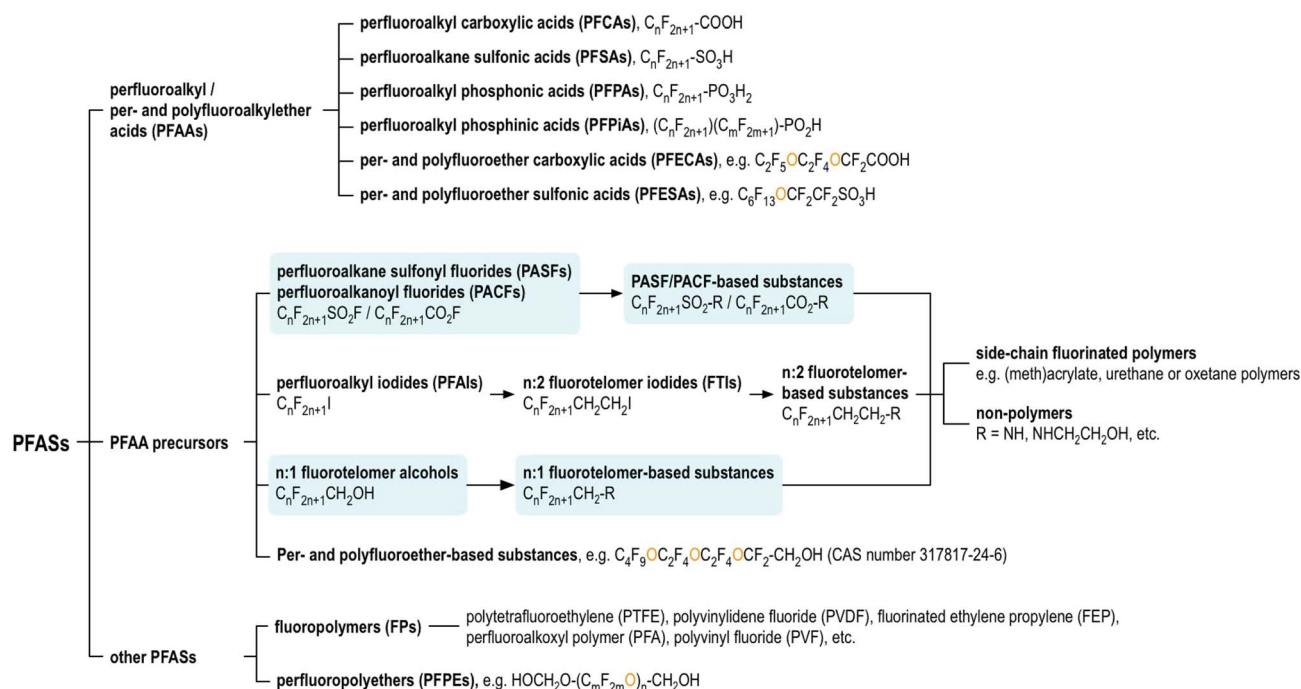 PFASs
perfluoroalkyl /
per- and polyfluoroalkylether
acids (PFAAs)
perfluoroalkyl carboxylic acids (PFCAs), CₙF₂ₙ₊₁-COOH
perfluoroalkane sulfonic acids (PFSAs), CₙF₂ₙ₊₁-SO₃H
perfluoroalkyl phosphonic acids (PFPAs), CₙF₂ₙ₊₁-PO₃H₂
perfluoroalkyl phosphinic acids (PFPiAs), (CₙF₂ₙ₊₁)(CₘF₂ₘ₊₁)-PO₂H
per- and polyfluoroether carboxylic acids (PFECAs), e.g. C₂F₅OC₂F₄OCF₂COOH
per- and polyfluoroether sulfonic acids (PFESAs), e.g. C₆F₁₃OCF₂CF₂SO₃H
PFAA precursors
perfluoroalkane sulfonyl fluorides (PASFs)
perfluoroalkanoyl fluorides (PACFs)
CₙF₂ₙ₊₁SO₂F / CₙF₂ₙ₊₁CO₂F
PASF/PACF-based substances
CₙF₂ₙ₊₁SO₂-R / CₙF₂ₙ₊₁CO₂-R
perfluoroalkyl iodides (PFAIs)
CₙF₂ₙ₊₁I
n:2 fluorotelomer iodides (FTIs)
CₙF₂ₙ₊₁CH₂CH₂I
n:2 fluorotelomer-
based substances
CₙF₂ₙ₊₁CH₂CH₂-R
n:1 fluorotelomer alcohols
CₙF₂ₙ₊₁CH₂OH
n:1 fluorotelomer-based substances
CₙF₂ₙ₊₁CH₂-R
side-chain fluorinated polymers
e.g. (meth)acrylate, urethane or oxetane polymers
non-polymers
R = NH, NHCH₂CH₂OH, etc.
Per- and polyfluoroether-based substances, e.g. C₄F₉OC₂F₄OC₂F₄OCF₂-CH₂OH (CAS number 317817-24-6)
other PFASs
fluoropolymers (FPs)
polytetrafluoroethylene (PTFE), polyvinylidene fluoride (PVDF), fluorinated ethylene propylene (FEP),
perfluoroalkoxyl polymer (PFA), polyvinyl fluoride (PVF), etc.
perfluoropolyethers (PFPEs), e.g. HOCH₂O-(CₘF₂ₘO)ₙ-CH₂OH